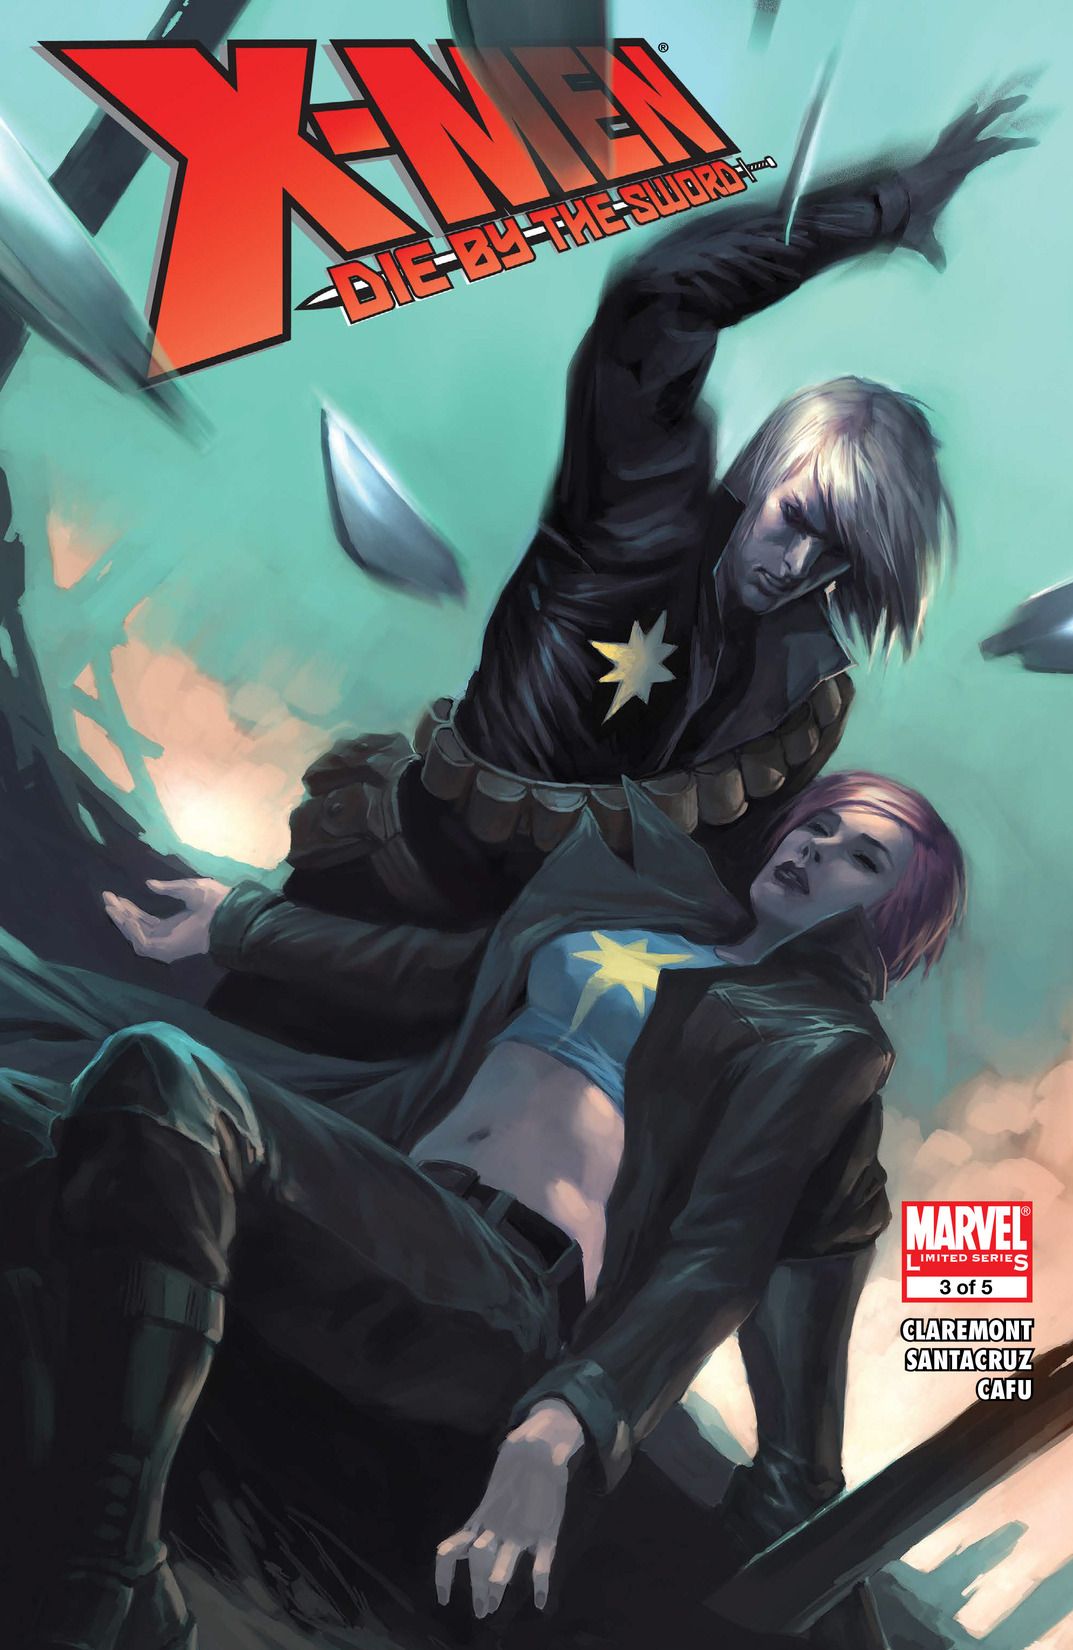 X-MEN®
DIE-BY-THE-SWORD
MARVEL®
LIMITED SERIES
3 of 5
CLAREMONT
SANTACRUZ
CAFU